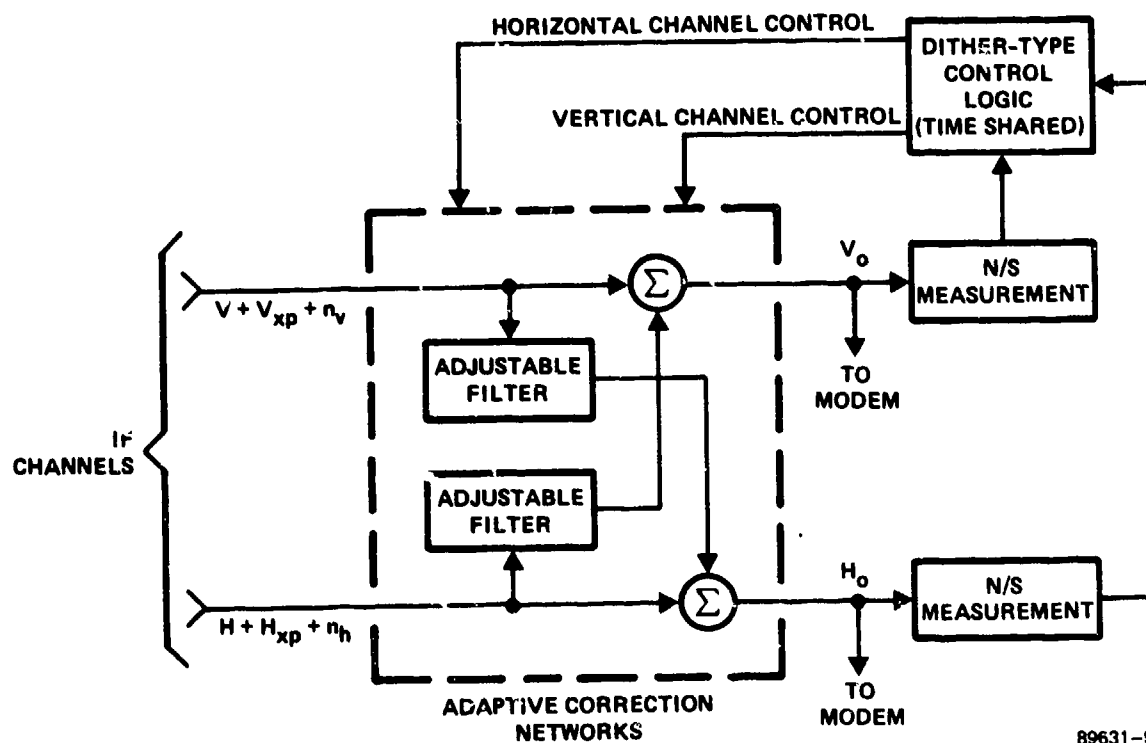 HORIZONTAL CHANNEL CONTROL
DITHER-TYPE
CONTROL
LOGIC
(TIME SHARED)
VERTICAL CHANNEL CONTROL
V + Vxp + nv
Σ
Vo
N/S
MEASUREMENT
ADJUSTABLE
FILTER
TO
MODEM
IF
CHANNELS
ADJUSTABLE
FILTER
H + Hxp + nh
Σ
Ho
N/S
MEASUREMENT
TO
MODEM
ADAPTIVE CORRECTION
NETWORKS
89631-